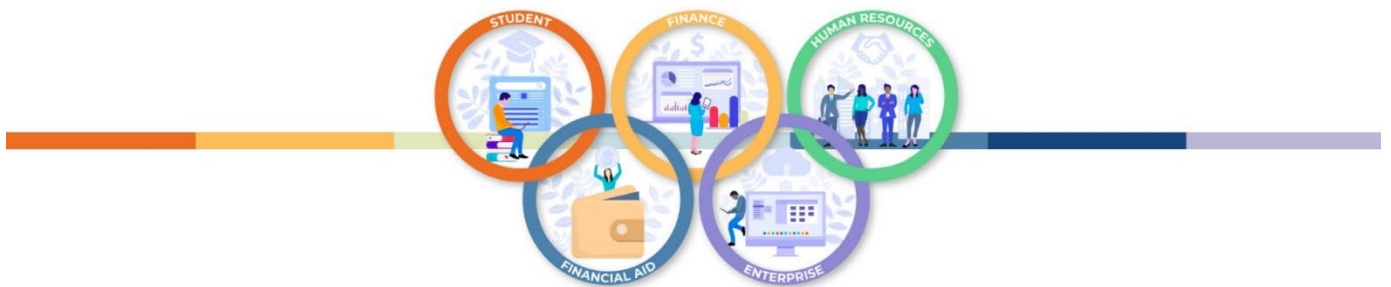 STUDENT
FINANCE
HUMAN RESOURCES
$
FINANCIAL AID
ENTERPRISE